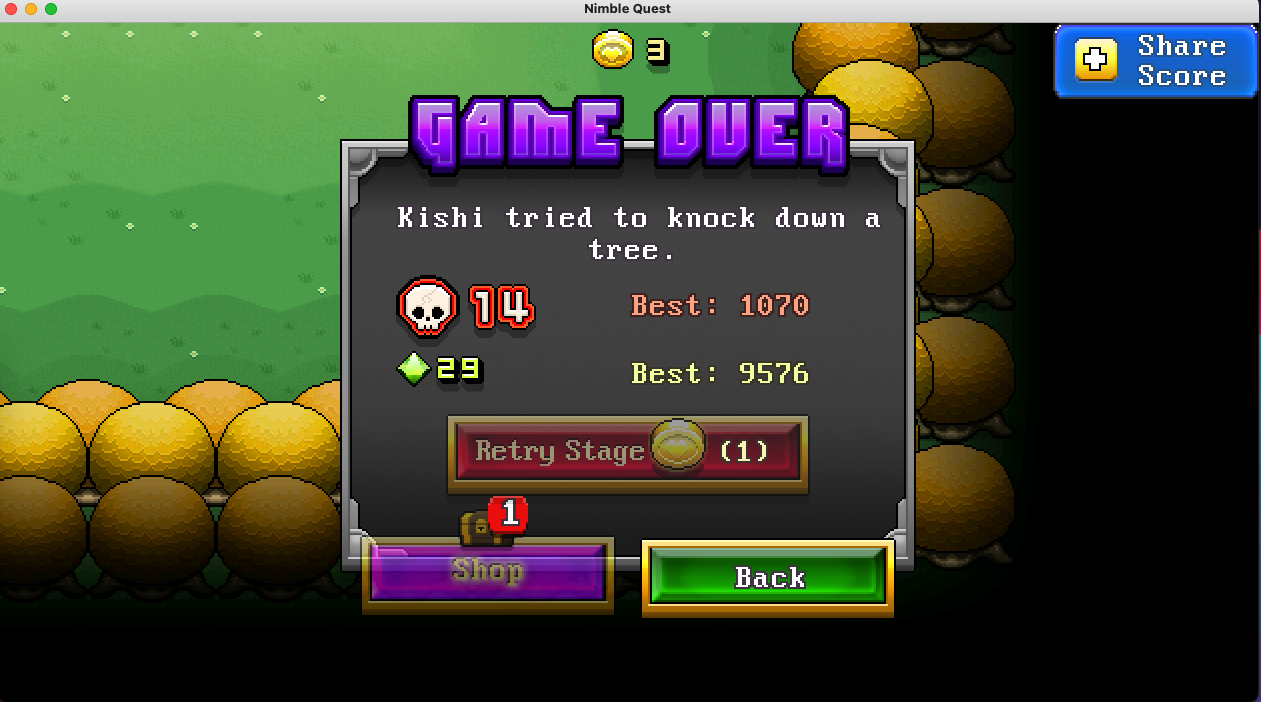 Nimble Quest
3
Share
Score
GAME OVER
Kishi tried to knock down a
tree.
14
Best: 1070
29
Best: 9576
Retry Stage (1)
1
Shop
Back